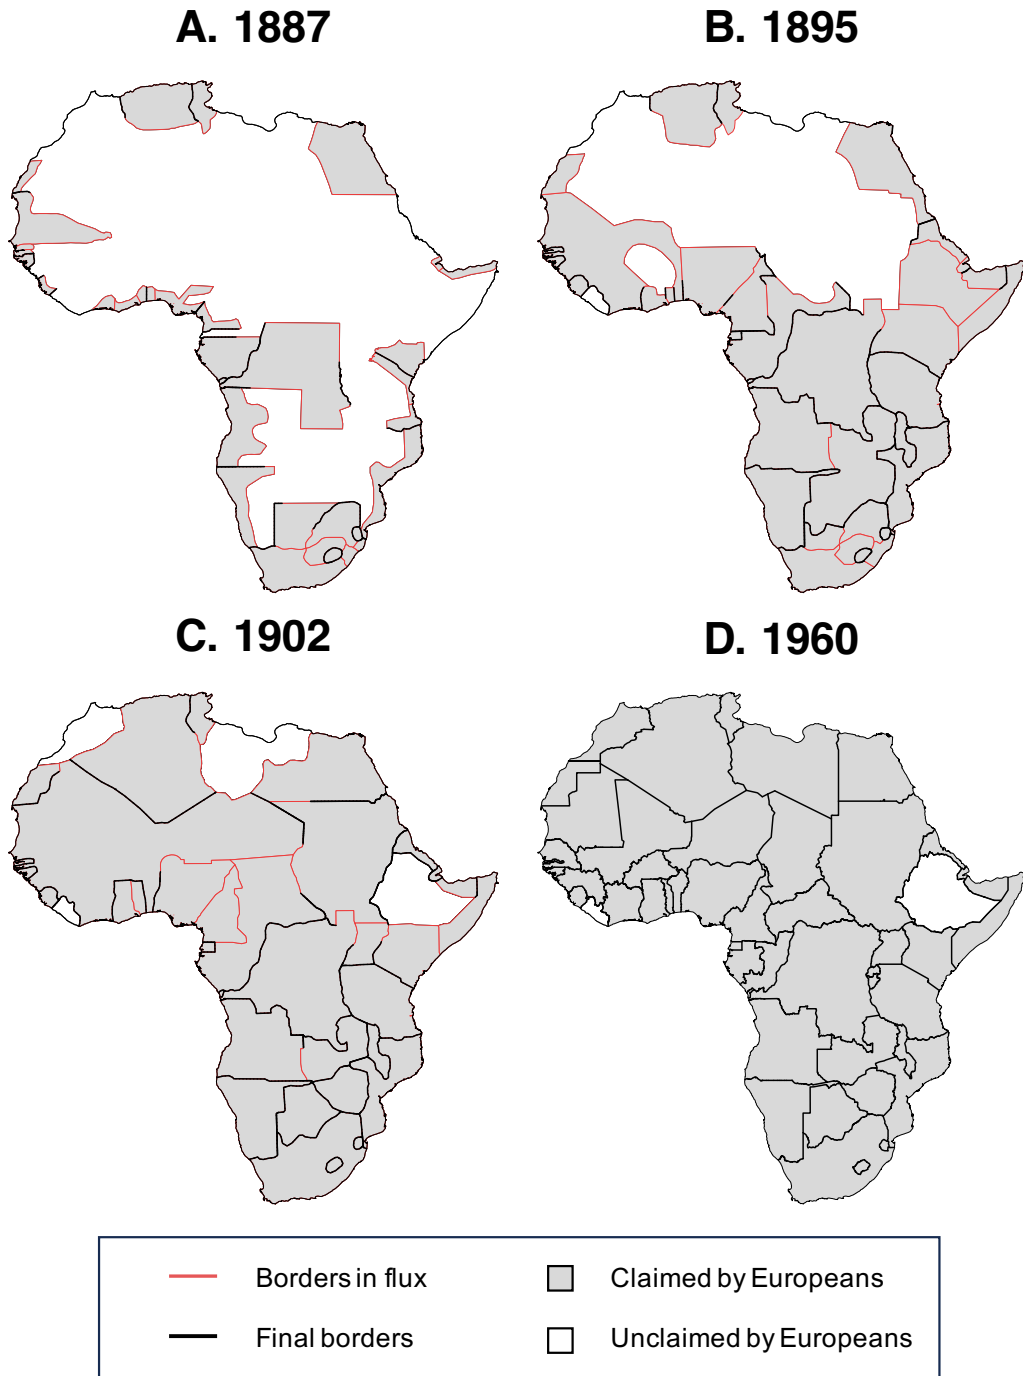 A. 1887
B. 1895
C. 1902
D. 1960
Borders in flux
Claimed by Europeans
Final borders
Unclaimed by Europeans